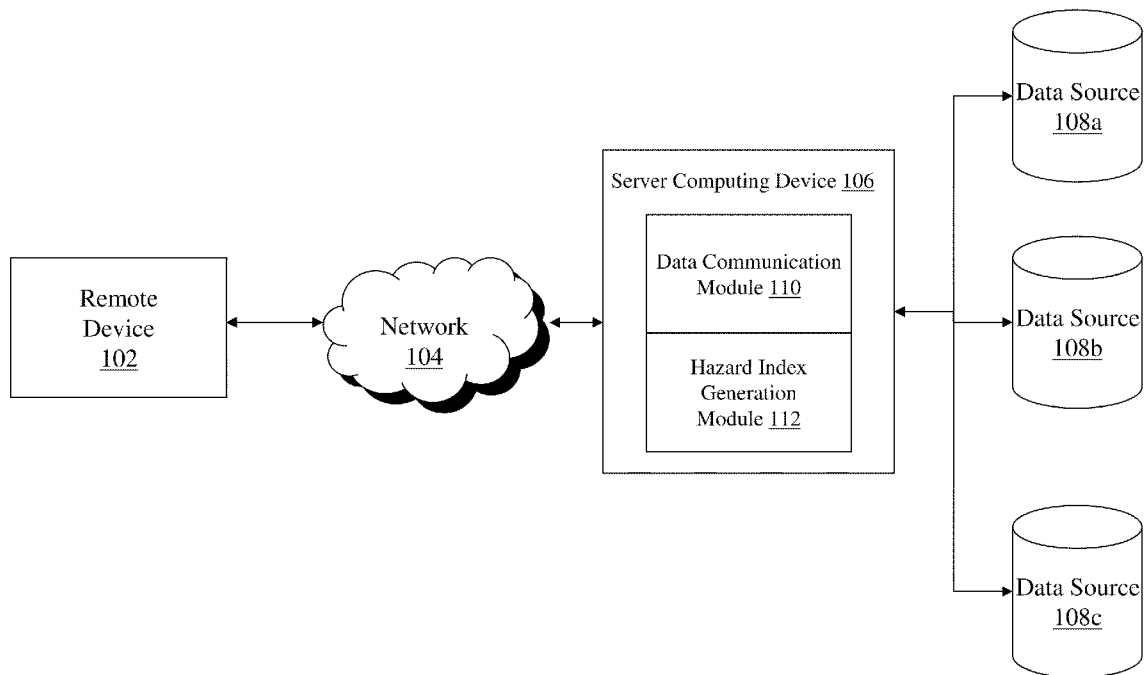 Remote
Device
102
Network
104
Server Computing Device 106
Data Communication
Module 110
Hazard Index
Generation
Module 112
Data Source
108a
Data Source
108b
Data Source
108c